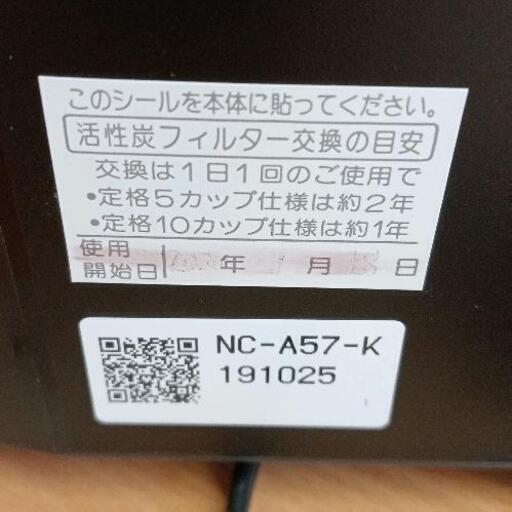 このシールを本体に貼ってください。
活性炭フィルター交換の目安
交換は1日1回のご使用で
•定格5カップ仕様は約2年
•定格10カップ仕様は約1年
使用
開始日 年 月 日
NC-A57-K
191025